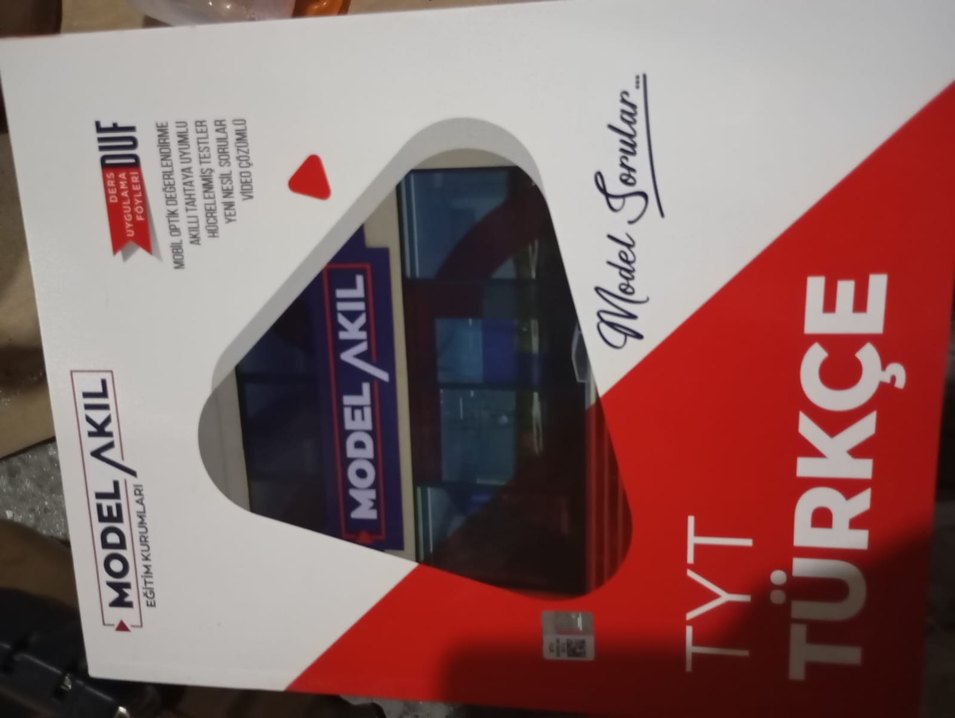 MODEL AKIL
EĞİTİM KURUMLARI
DERS
UYGULAMA
FÖYLERİ
DUF
MOBİL OPTİK DEĞERLENDİRME
AKILLI TAHTAYA UYUMLU
HÜCRELENMİŞ TESTLER
YENİ NESİL SORULAR
VİDEO ÇÖZÜMLÜ
MODEL AKIL
Model Sorular...
TYT
TÜRKÇE